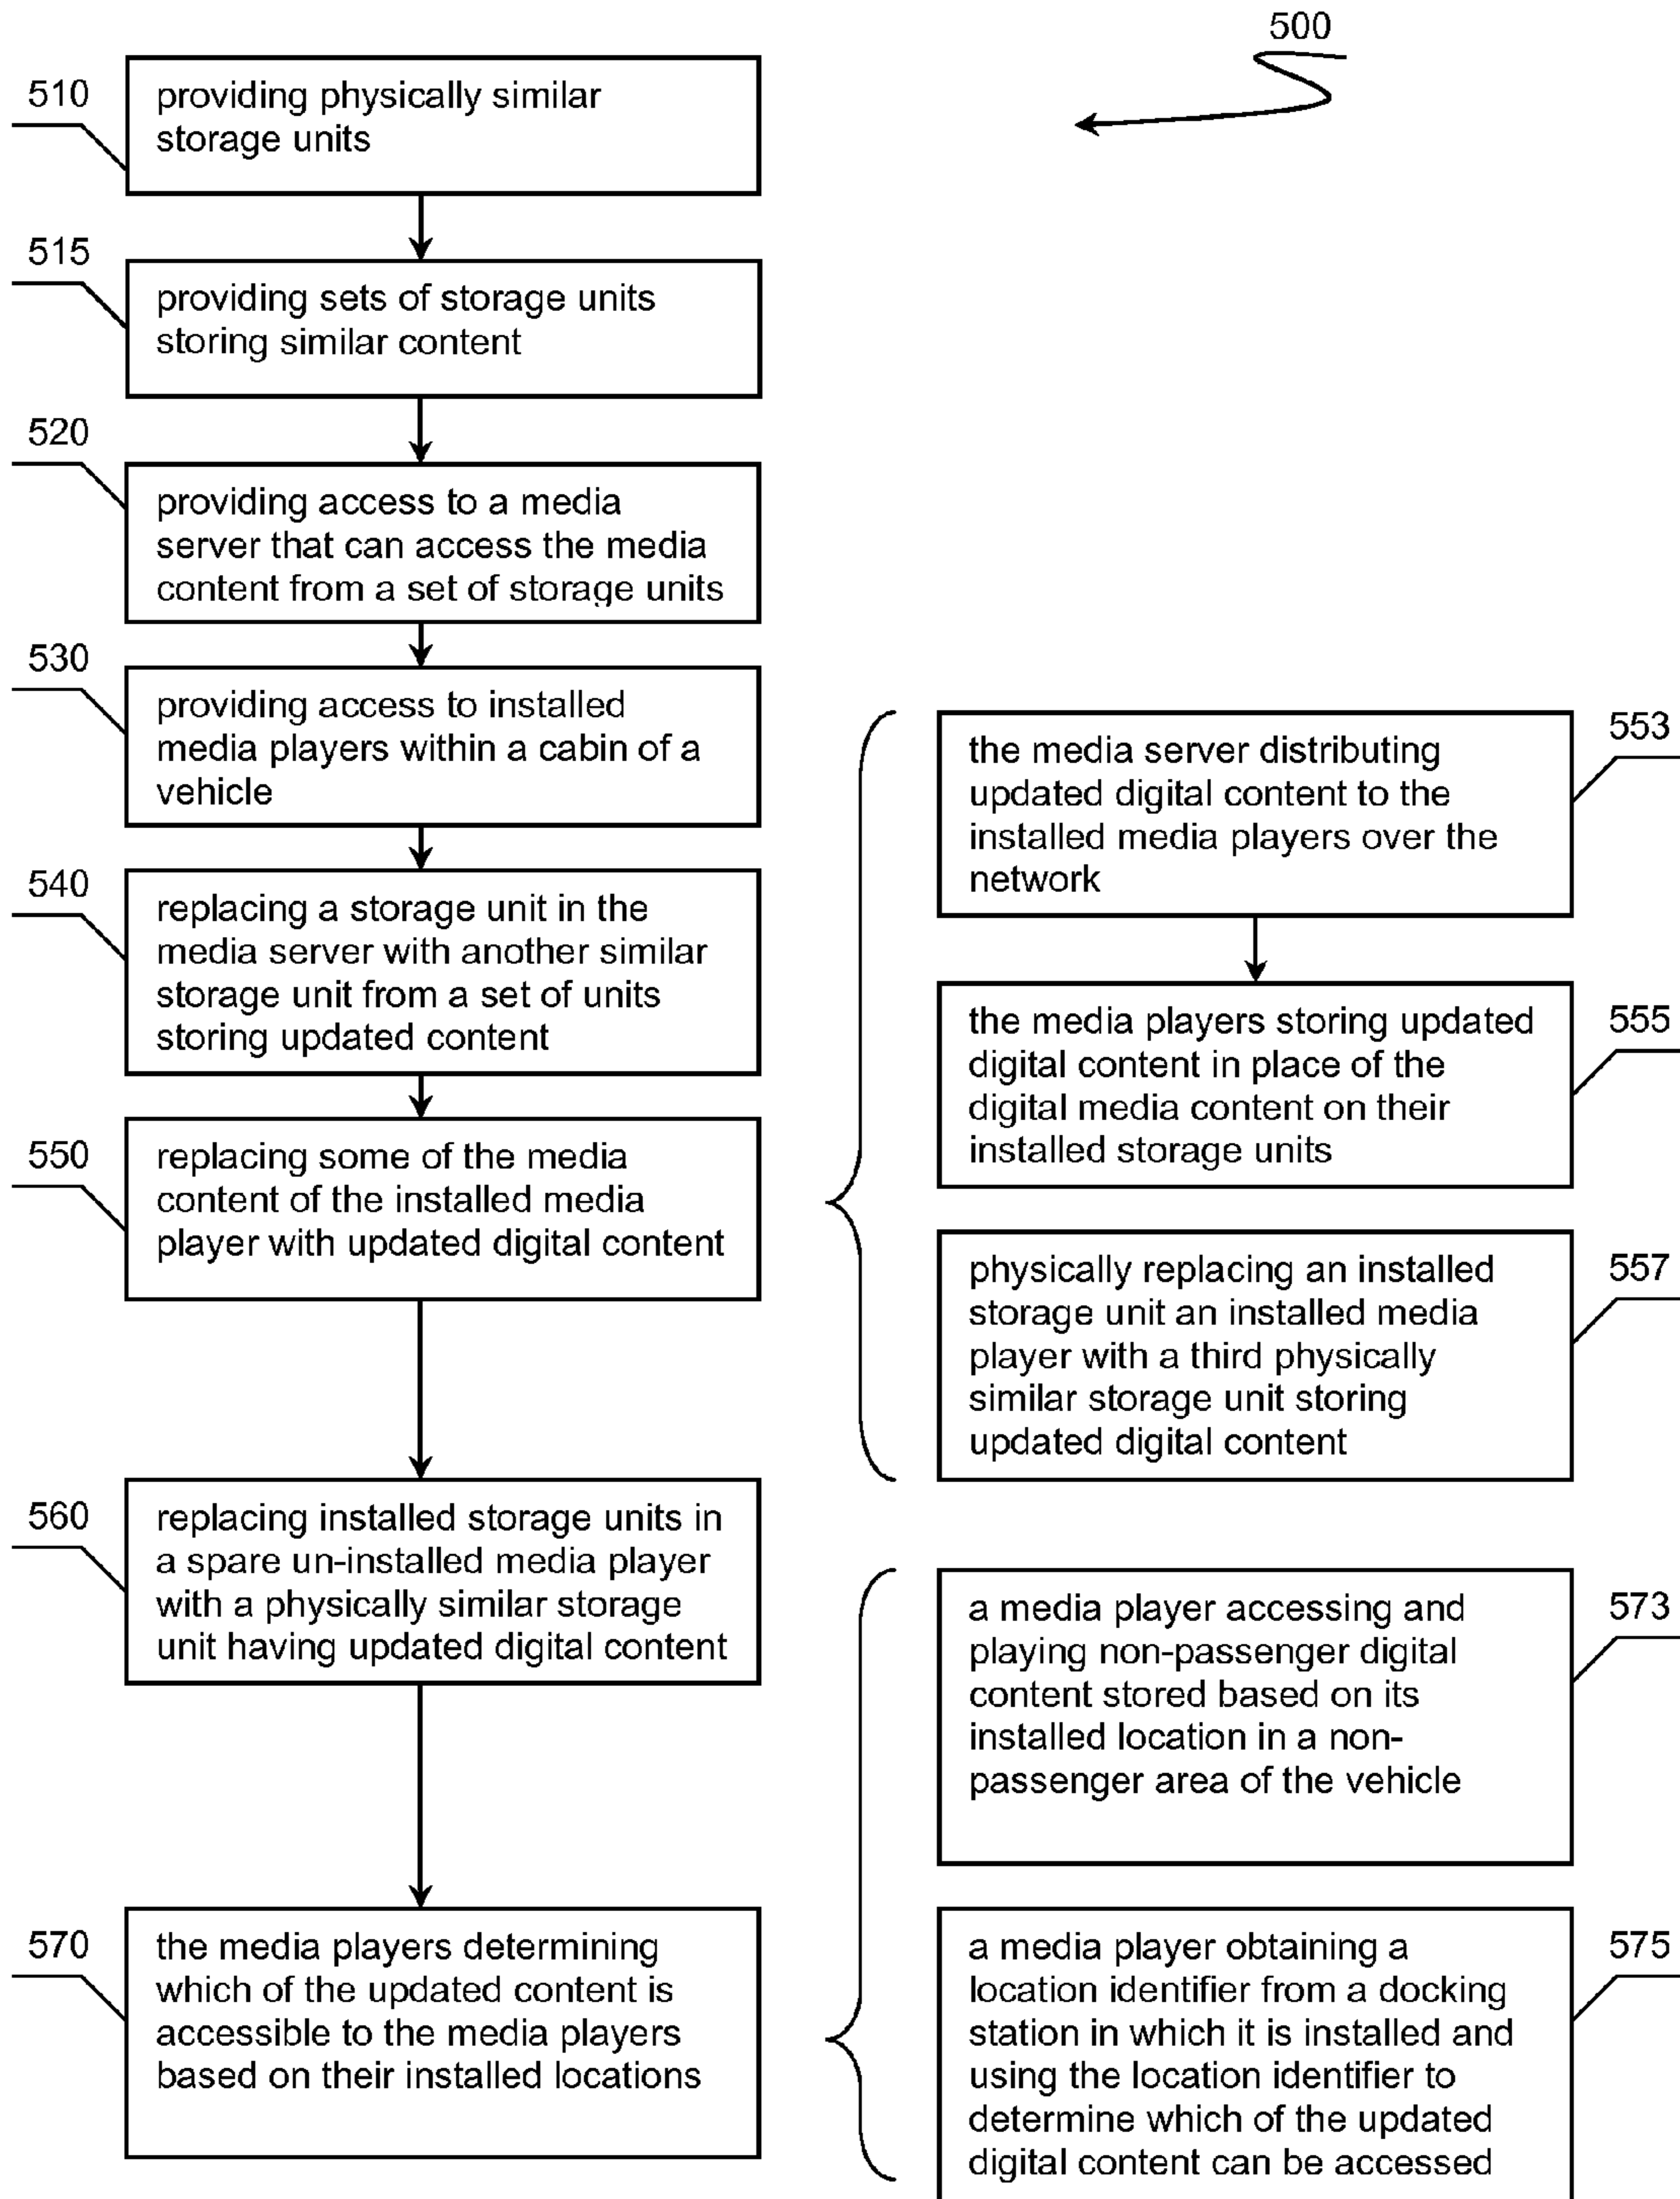 500
510
providing physically similar
storage units
515
providing sets of storage units
storing similar content
520
providing access to a media
server that can access the media
content from a set of storage units
530
providing access to installed
media players within a cabin of a
vehicle
540
replacing a storage unit in the
media server with another similar
storage unit from a set of units
storing updated content
550
replacing some of the media
content of the installed media
player with updated digital content
553
the media server distributing
updated digital content to the
installed media players over the
network
555
the media players storing updated
digital content in place of the
digital media content on their
installed storage units
557
physically replacing an installed
storage unit an installed media
player with a third physically
similar storage unit storing
updated digital content
560
replacing installed storage units in
a spare un-installed media player
with a physically similar storage
unit having updated digital content
570
the media players determining
which of the updated content is
accessible to the media players
based on their installed locations
573
a media player accessing and
playing non-passenger digital
content stored based on its
installed location in a non-
passenger area of the vehicle
575
a media player obtaining a
location identifier from a docking
station in which it is installed and
using the location identifier to
determine which of the updated
digital content can be accessed